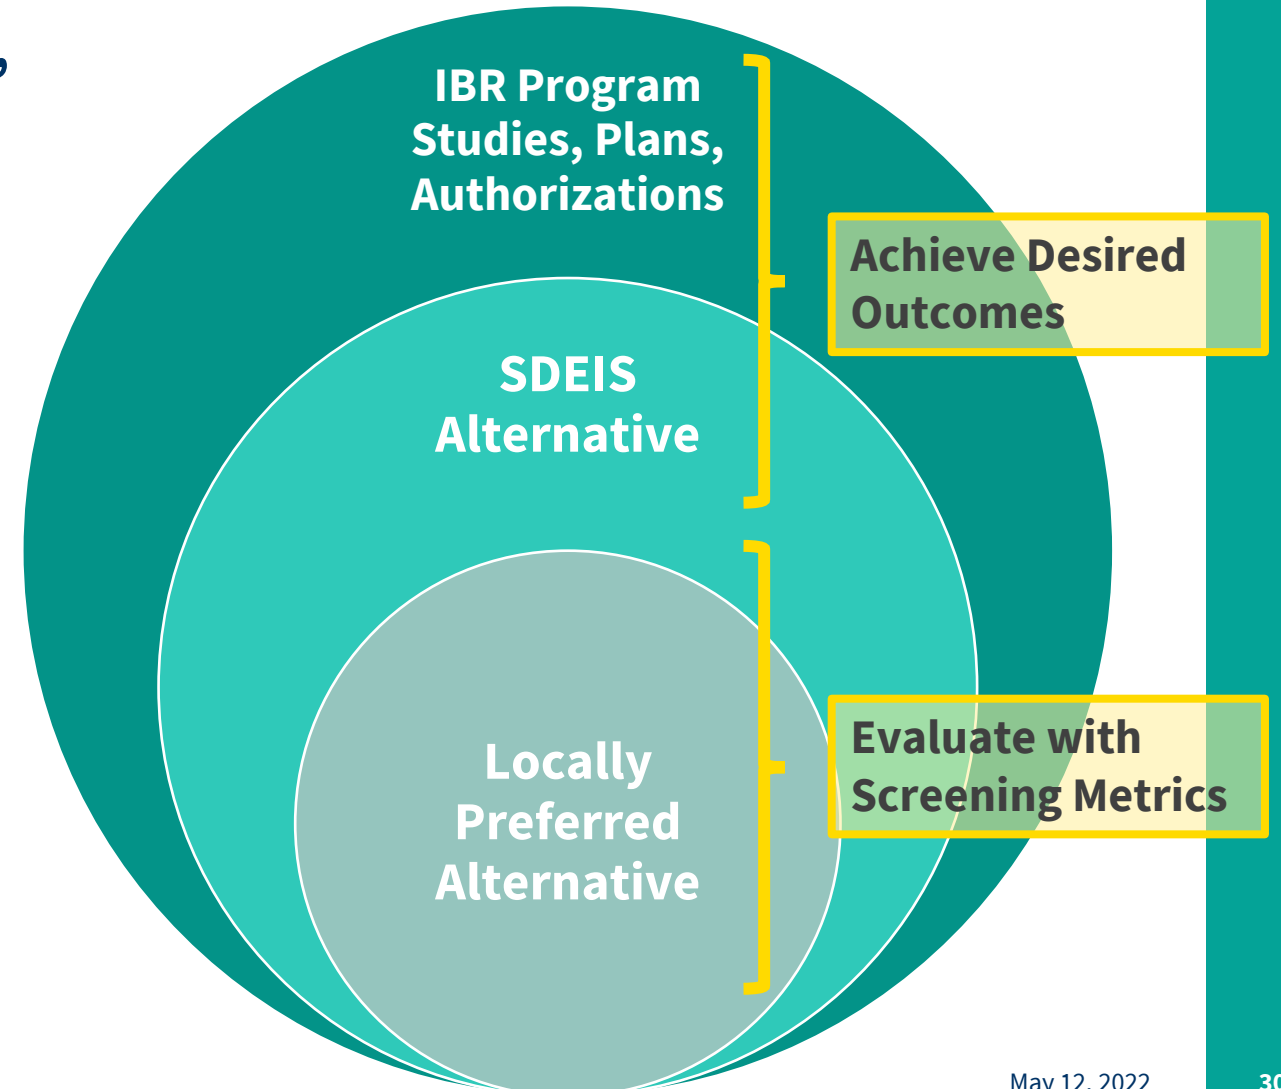 IBR Program
Studies, Plans,
Authorizations
Achieve Desired
Outcomes
SDEIS
Alternative
Evaluate with
Screening Metrics
Locally
Preferred
Alternative
May 12, 2022
30